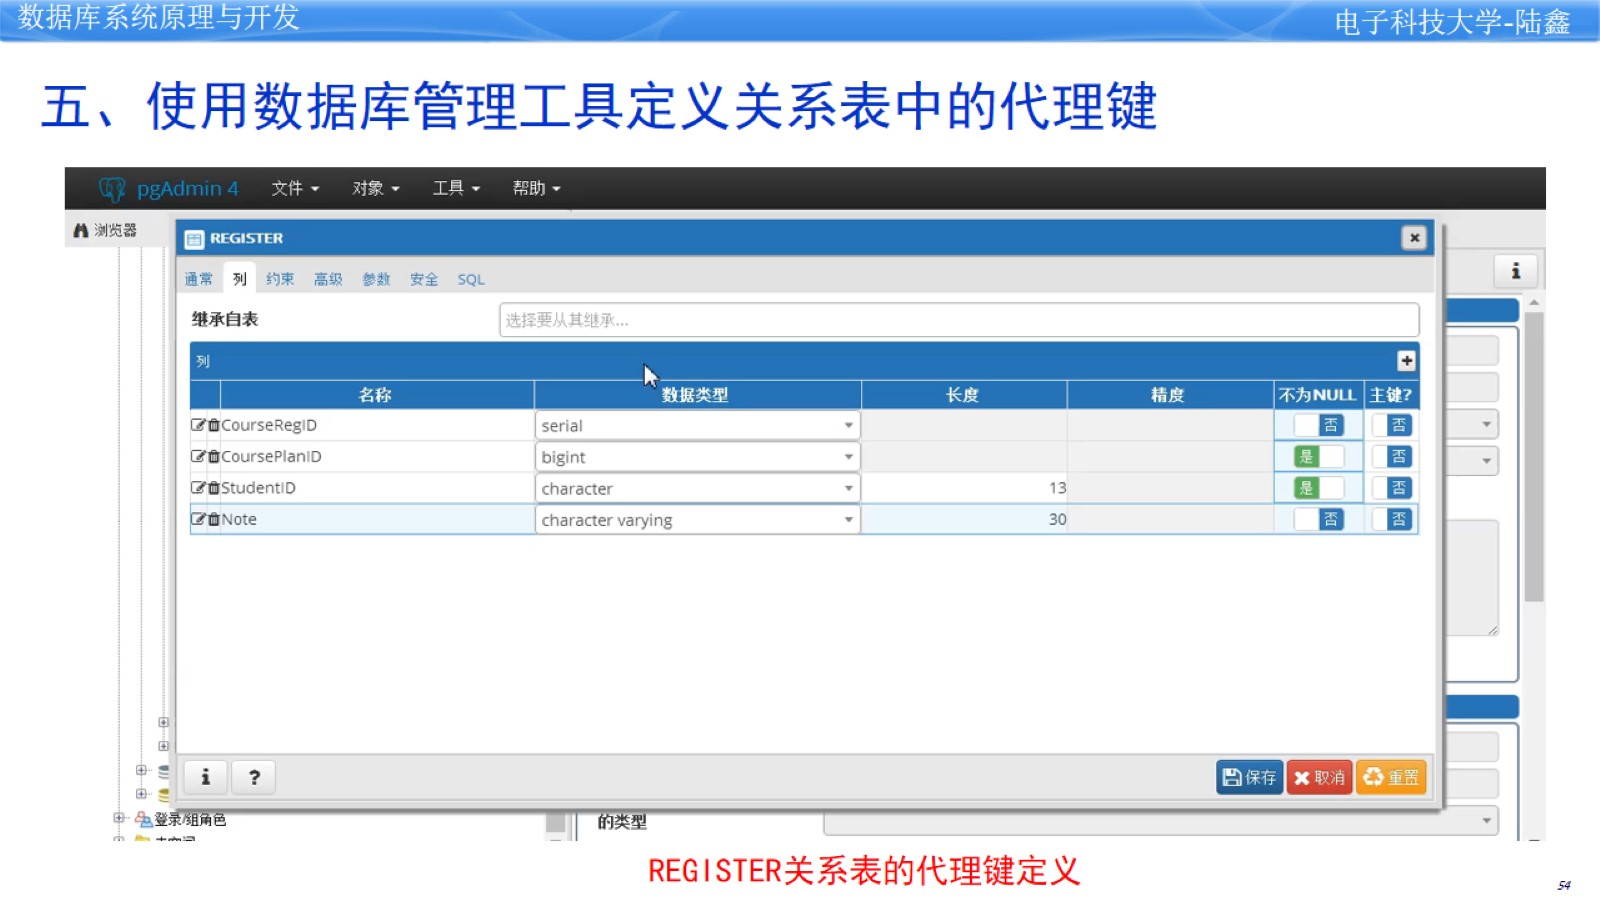 数据库系统原理与开发
电子科技大学-陆鑫
五、使用数据库管理工具定义关系表中的代理键
pgAdmin 4 文件 对象 工具 帮助
浏览器
REGISTER
通常 列 约束 高级 参数 安全 SQL
继承自表 选择要从其继承...
列
名称 数据类型 长度 精度 不为NULL 主键?
CourseRegID serial 否 否
CoursePlanID bigint 是 否
StudentID character 13 是 否
Note character varying 30 否 否
i ? 保存 取消 重置
登录/组角色
的类型
REGISTER关系表的代理键定义
54